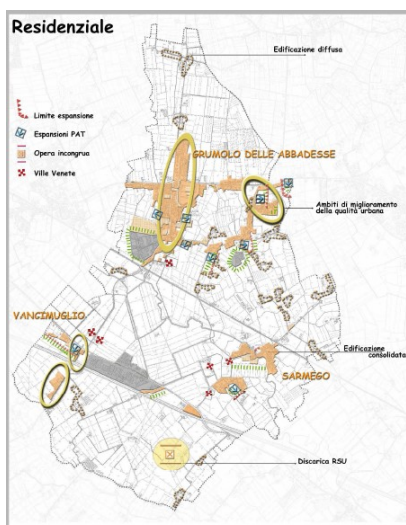 Residenziale
Edificazione diffusa
Limite espansione
Espansioni PAT
Opera incongrua
Ville Venete
GRUMOLO DELLE ABBADESSE
Ambiti di miglioramento
della qualità urbana
VANCIMUGLIO
Edificazione
consolidata
SARMEGO
Discarica RSU